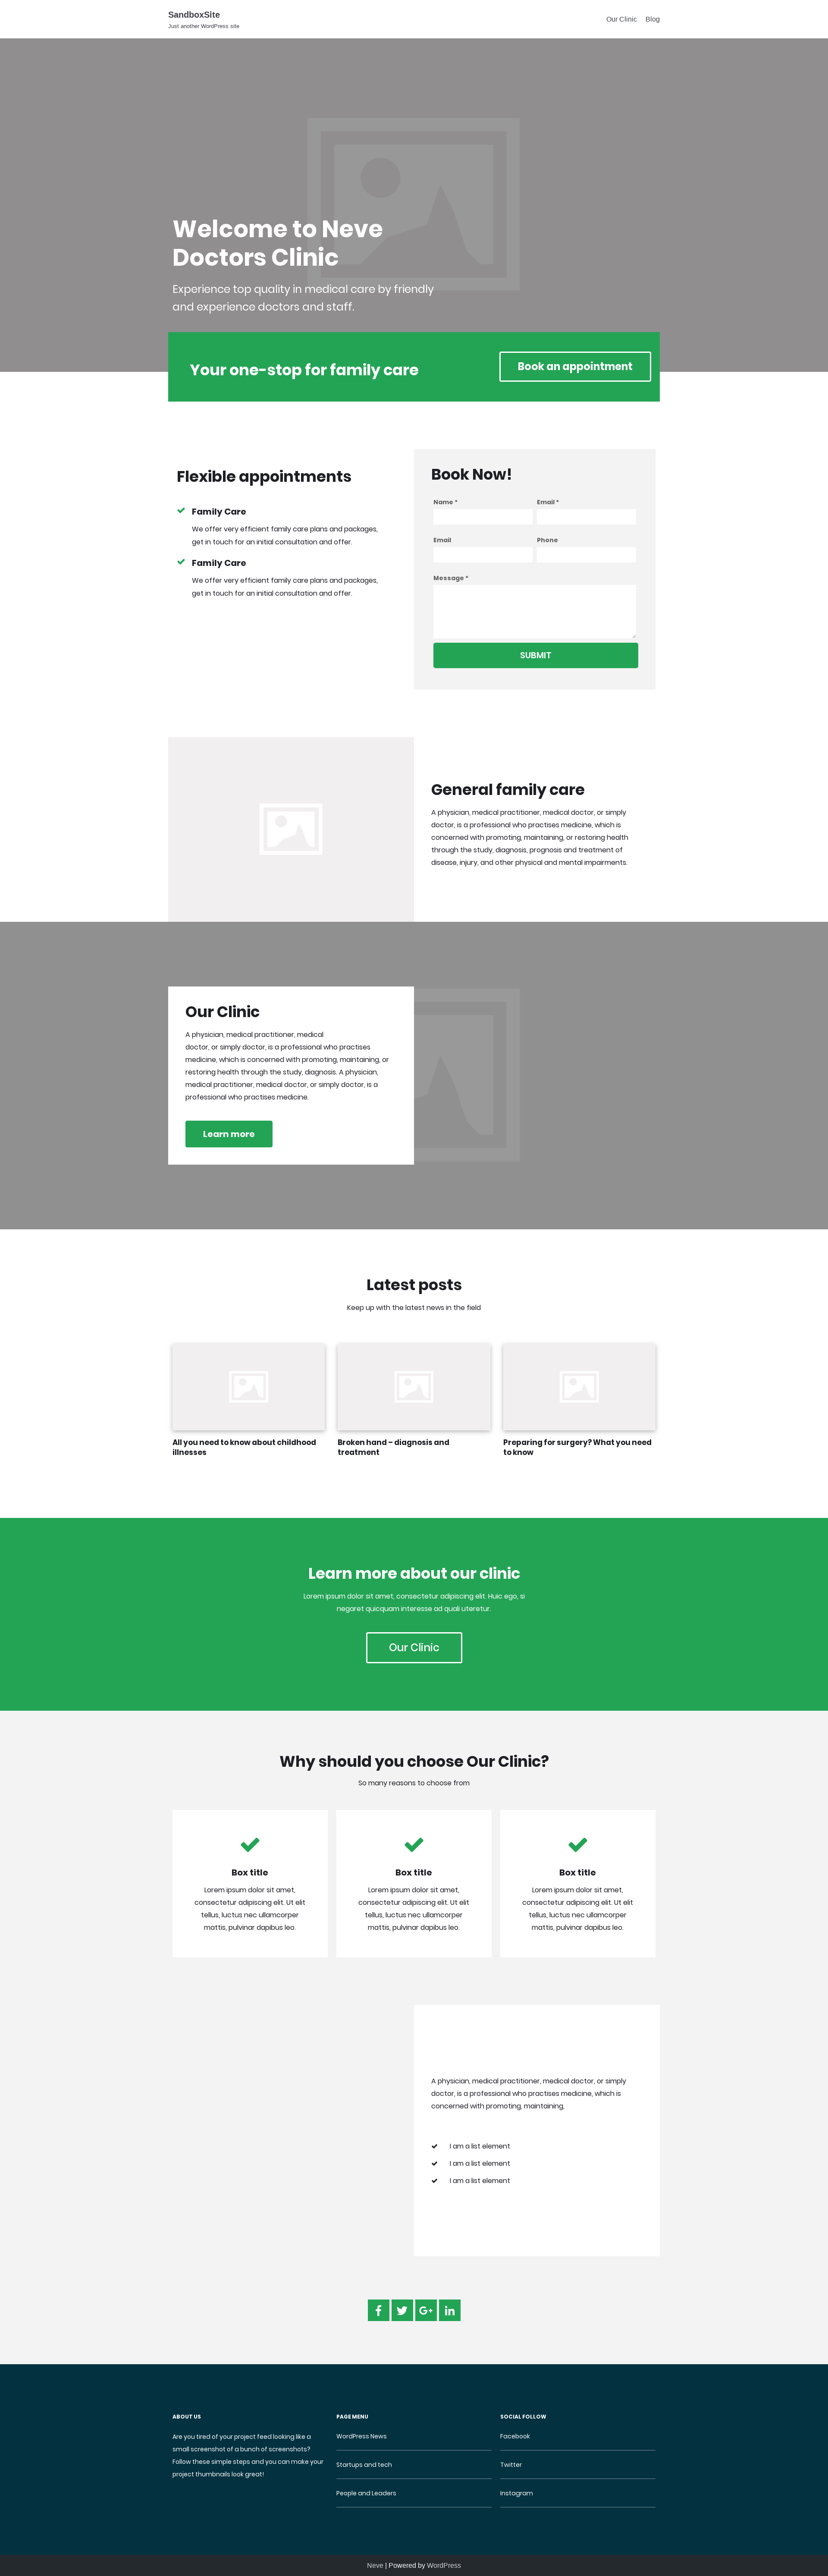 SandboxSite
Just another WordPress site
Our Clinic
Blog
Welcome to Neve
Doctors Clinic
Experience top quality in medical care by friendly
and experience doctors and staff.
Your one-stop for family care
Book an appointment
Flexible appointments
Family Care
We offer very efficient family care plans and packages,
get in touch for an initial consultation and offer.
Family Care
We offer very efficient family care plans and packages,
get in touch for an initial consultation and offer.
Book Now!
Name *
Email *
Email
Phone
Message *
SUBMIT
General family care
A physician, medical practitioner, medical doctor, or simply
doctor, is a professional who practises medicine, which is
concerned with promoting, maintaining, or restoring health
through the study, diagnosis, prognosis and treatment of
disease, injury, and other physical and mental impairments.
Our Clinic
A physician, medical practitioner, medical
doctor, or simply doctor, is a professional who practises
medicine, which is concerned with promoting, maintaining, or
restoring health through the study, diagnosis. A physician,
medical practitioner, medical doctor, or simply doctor, is a
professional who practises medicine.
Learn more
Latest posts
Keep up with the latest news in the field
All you need to know about childhood
illnesses
Broken hand – diagnosis and
treatment
Preparing for surgery? What you need
to know
Learn more about our clinic
Lorem ipsum dolor sit amet, consectetur adipiscing elit. Huic ego, si
negaret quicquam interesse ad quali uteretur.
Our Clinic
Why should you choose Our Clinic?
So many reasons to choose from
Box title
Lorem ipsum dolor sit amet,
consectetur adipiscing elit. Ut elit
tellus, luctus nec ullamcorper
mattis, pulvinar dapibus leo.
Box title
Lorem ipsum dolor sit amet,
consectetur adipiscing elit. Ut elit
tellus, luctus nec ullamcorper
mattis, pulvinar dapibus leo.
Box title
Lorem ipsum dolor sit amet,
consectetur adipiscing elit. Ut elit
tellus, luctus nec ullamcorper
mattis, pulvinar dapibus leo.
A physician, medical practitioner, medical doctor, or simply
doctor, is a professional who practises medicine, which is
concerned with promoting, maintaining,
I am a list element
I am a list element
I am a list element
ABOUT US
Are you tired of your project feed looking like a
small screenshot of a bunch of screenshots?
Follow these simple steps and you can make your
project thumbnails look great!
PAGE MENU
WordPress News
Startups and tech
People and Leaders
SOCIAL FOLLOW
Facebook
Twitter
Instagram
Neve | Powered by WordPress